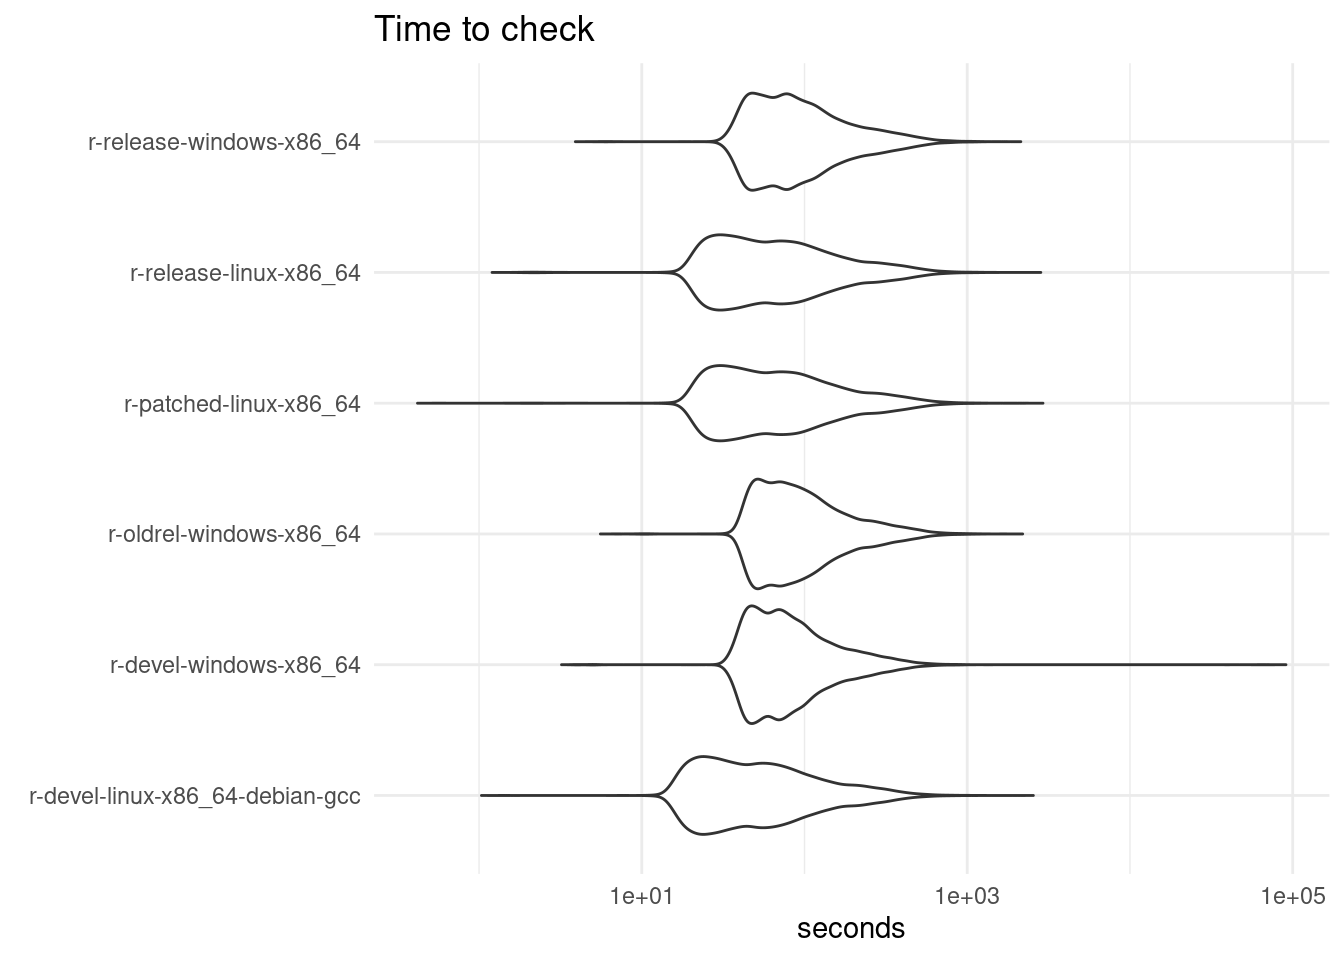 Time to check
r-release-windows-x86_64
r-release-linux-x86_64
r-patched-linux-x86_64
r-oldrel-windows-x86_64
r-devel-windows-x86_64
r-devel-linux-x86_64-debian-gcc
1e+01 1e+03 1e+05
seconds